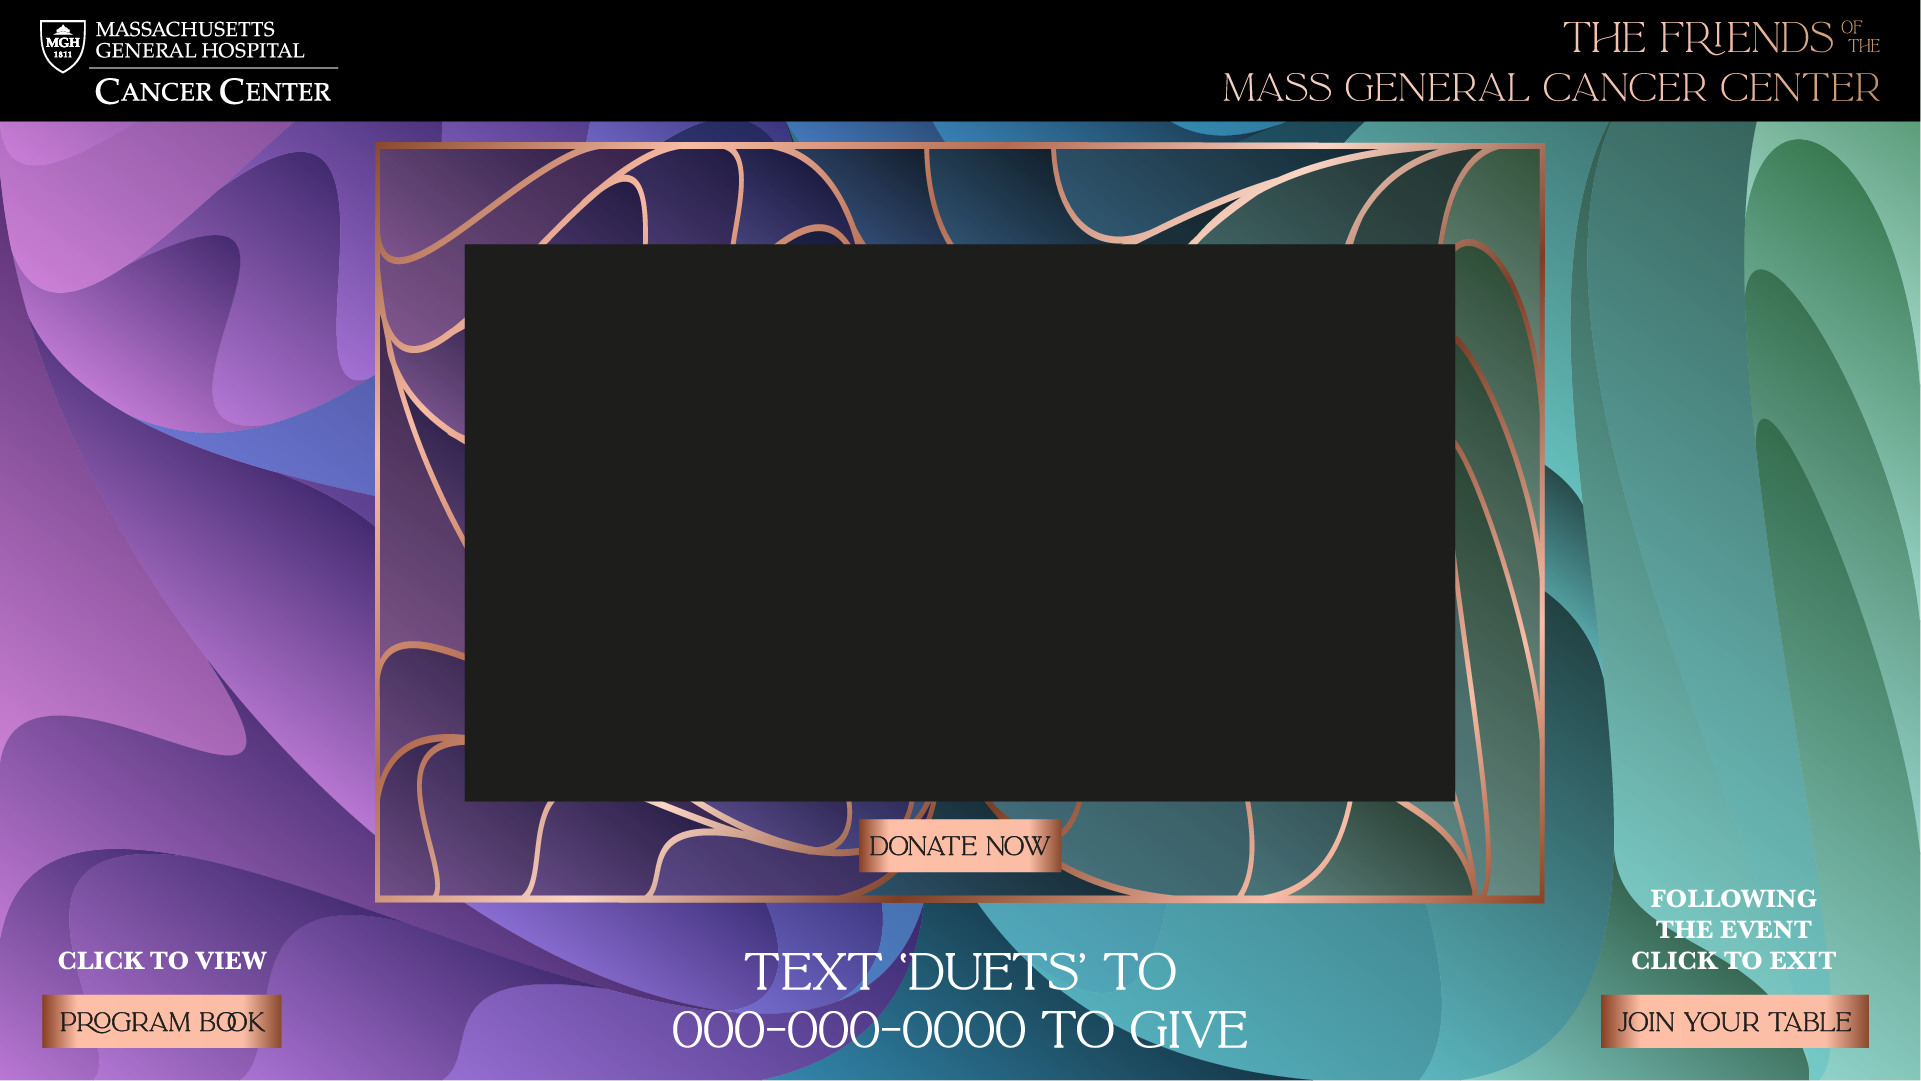 MASSACHUSETTS
GENERAL HOSPITAL
CANCER CENTER
MGH
1811
THE FRIENDS OF THE
MASS GENERAL CANCER CENTER
DONATE NOW
CLICK TO VIEW
PROGRAM BOOK
TEXT ‘DUETS’ TO
000-000-0000 TO GIVE
FOLLOWING
THE EVENT
CLICK TO EXIT
JOIN YOUR TABLE